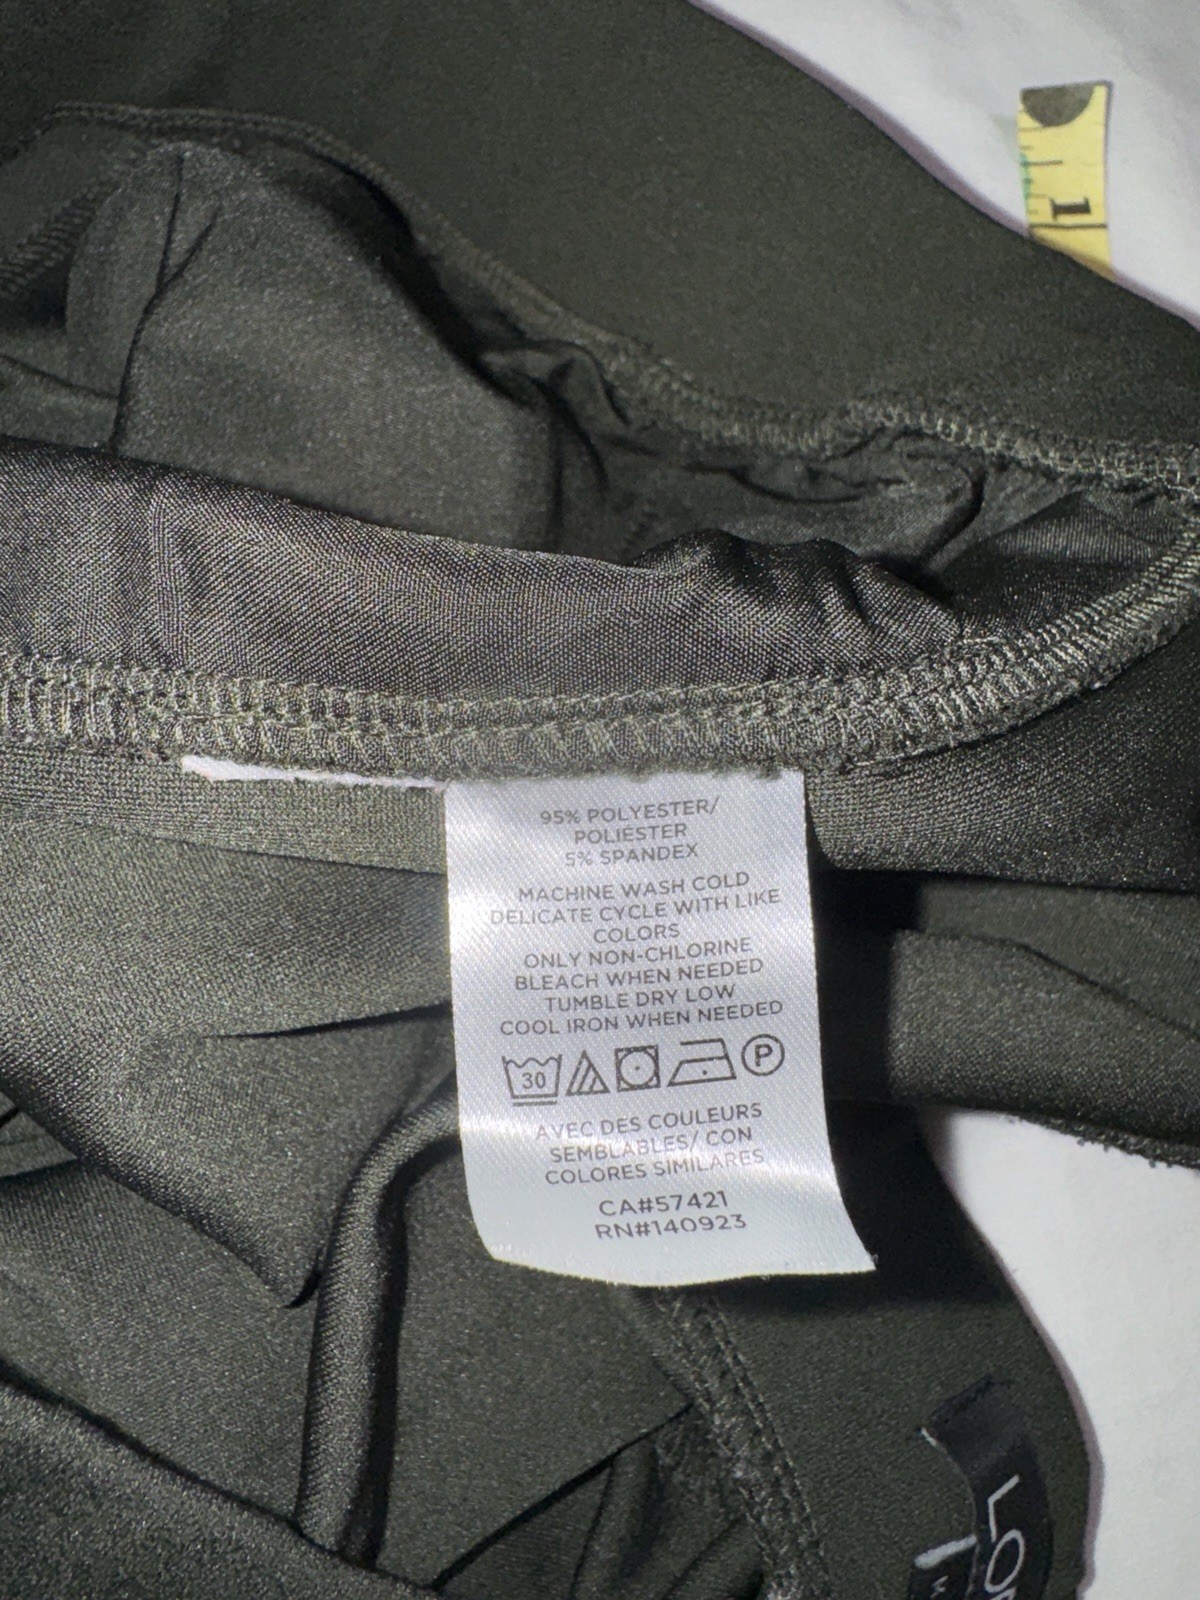 1
95% POLYESTER/
POLIÉSTER
5% SPANDEX
MACHINE WASH COLD
DELICATE CYCLE WITH LIKE
COLORS
ONLY NON-CHLORINE
BLEACH WHEN NEEDED
TUMBLE DRY LOW
COOL IRON WHEN NEEDED
30 P
AVEC DES COULEURS
SEMBLABLES/ CON
COLORES SIMILARES
CA#57421
RN#140923